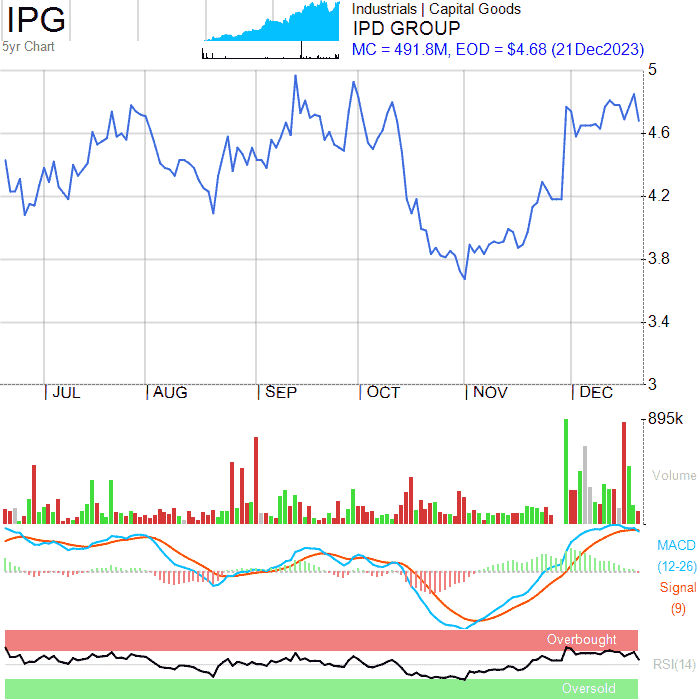 IPG
5yr Chart
Industrials | Capital Goods
IPD GROUP
MC = 491.8M, EOD = $4.68 (21Dec2023)
5
4.6
4.2
3.8
3.4
3
JUL AUG SEP OCT NOV DEC
895k
Volume
MACD
(12-26)
Signal
(9)
Overbought
RSI(14)
Oversold